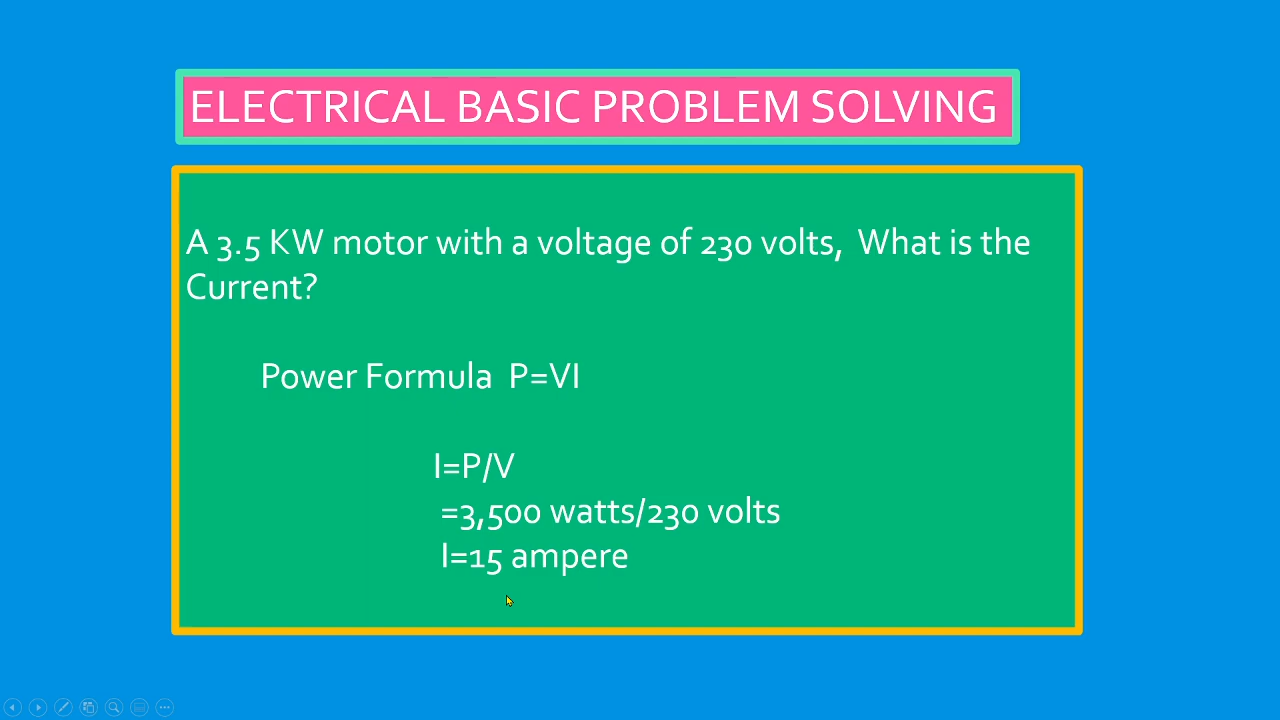 ELECTRICAL BASIC PROBLEM SOLVING
A 3.5 KW motor with a voltage of 230 volts,  What is the
Current?
Power Formula  P=VI
I=P/V
=3,500 watts/230 volts
I=15 ampere